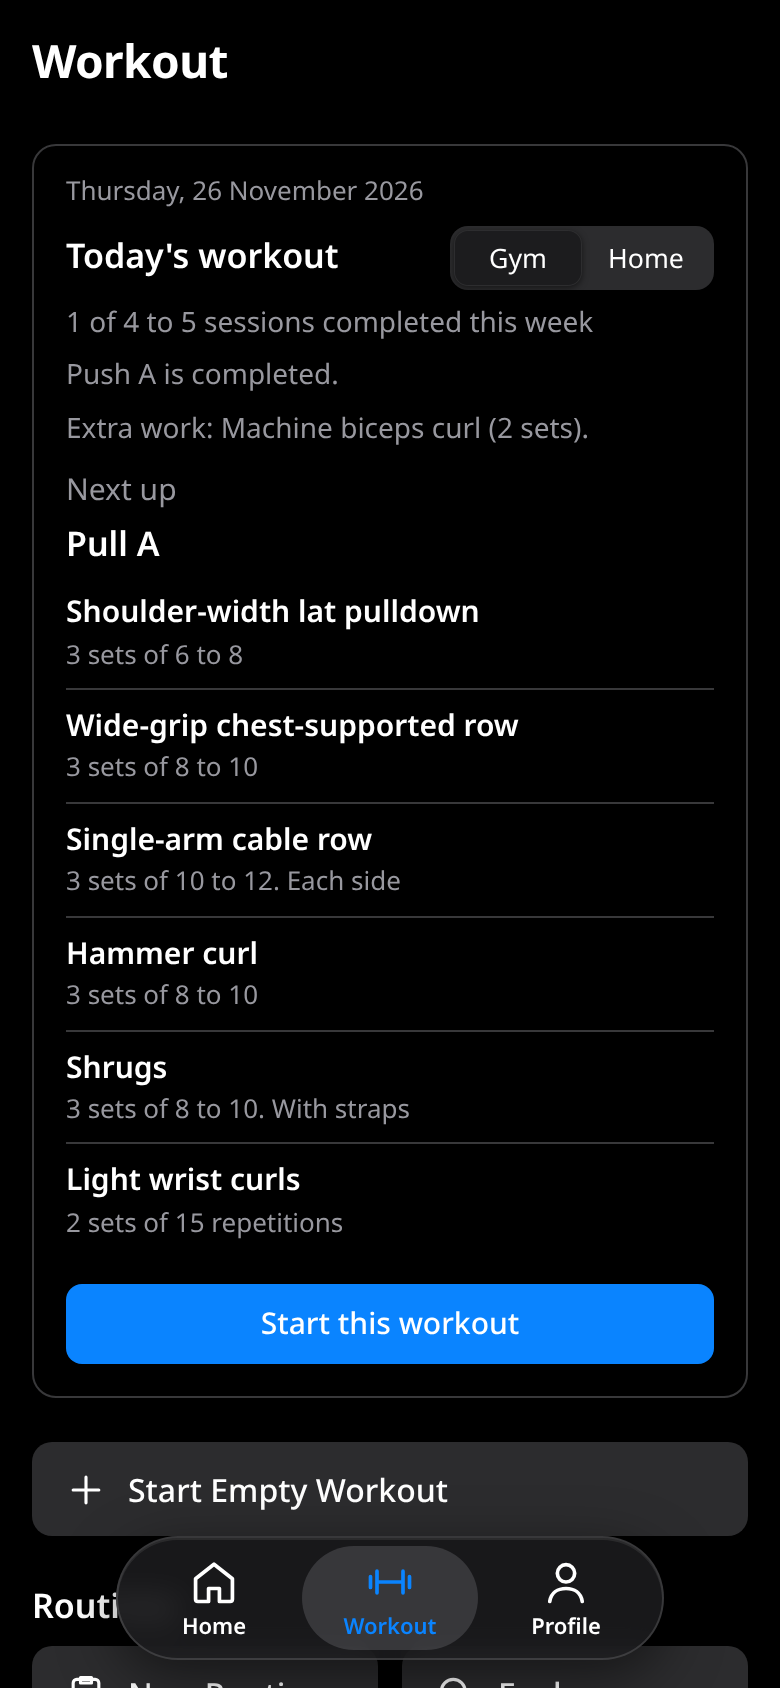 Workout
Thursday, 26 November 2026
Today's workout
Gym
Home
1 of 4 to 5 sessions completed this week
Push A is completed.
Extra work: Machine biceps curl (2 sets).
Next up
Pull A
Shoulder-width lat pulldown
3 sets of 6 to 8
Wide-grip chest-supported row
3 sets of 8 to 10
Single-arm cable row
3 sets of 10 to 12. Each side
Hammer curl
3 sets of 8 to 10
Shrugs
3 sets of 8 to 10. With straps
Light wrist curls
2 sets of 15 repetitions
Start this workout
Start Empty Workout
Home
Workout
Profile